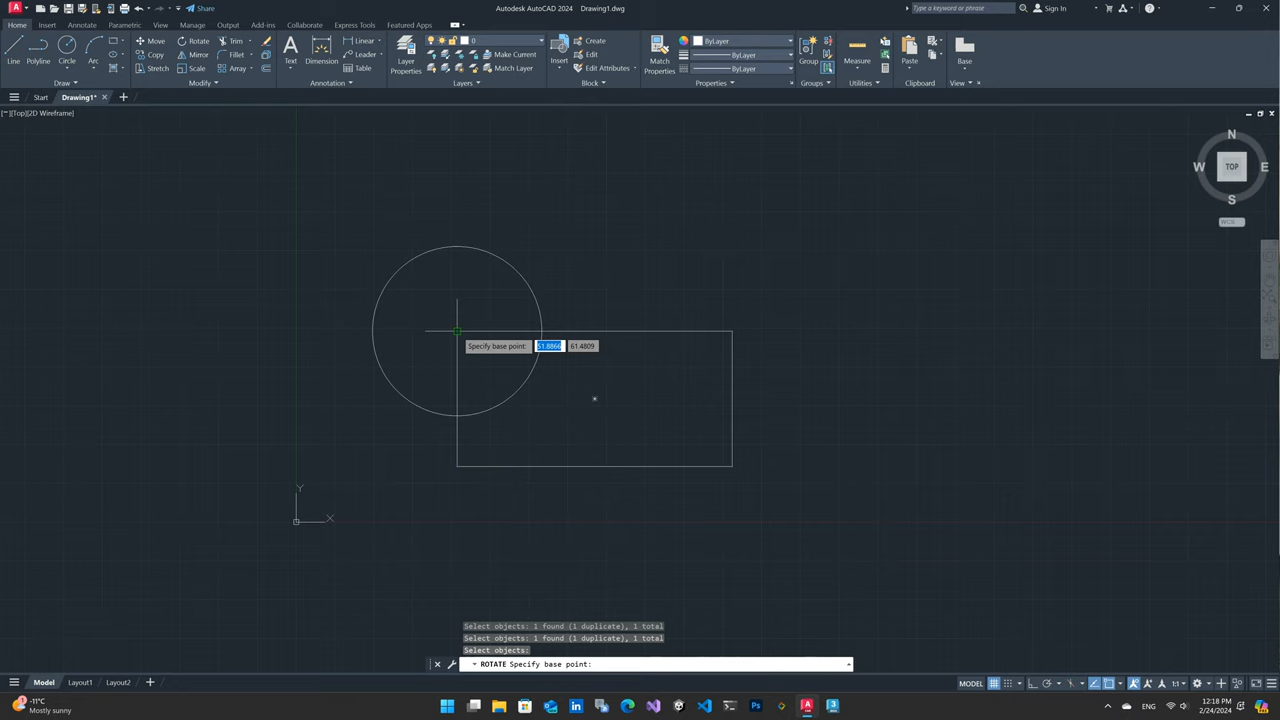 Share
Autodesk AutoCAD 2024 Drawing1.dwg
Type a keyword or phrase
Sign In
Home Insert Annotate Parametric View Manage Output Add-ins Collaborate Express Tools Featured Apps
Line Polyline Circle Arc
Move Rotate Trim
Copy Mirror Fillet
Stretch Scale Array
Text Dimension
Linear
Leader
Table
Layer Properties
0
Make Current
Match Layer
Insert
Create
Edit
Edit Attributes
Match Properties
ByLayer
ByLayer
ByLayer
Group
Measure
Paste
Base
Draw Modify Annotation Layers Block Properties Groups Utilities Clipboard View
Start Drawing1*
[−][Top][2D Wireframe]
N
W TOP E
S
WCS
Specify base point: 51.8866 61.4809
Y
X
Select objects: 1 found (1 duplicate), 1 total
Select objects: 1 found (1 duplicate), 1 total
Select objects:
ROTATE Specify base point:
Model Layout1 Layout2
MODEL
1:1
-11°C
Mostly sunny
ENG
12:18 PM
2/24/2024